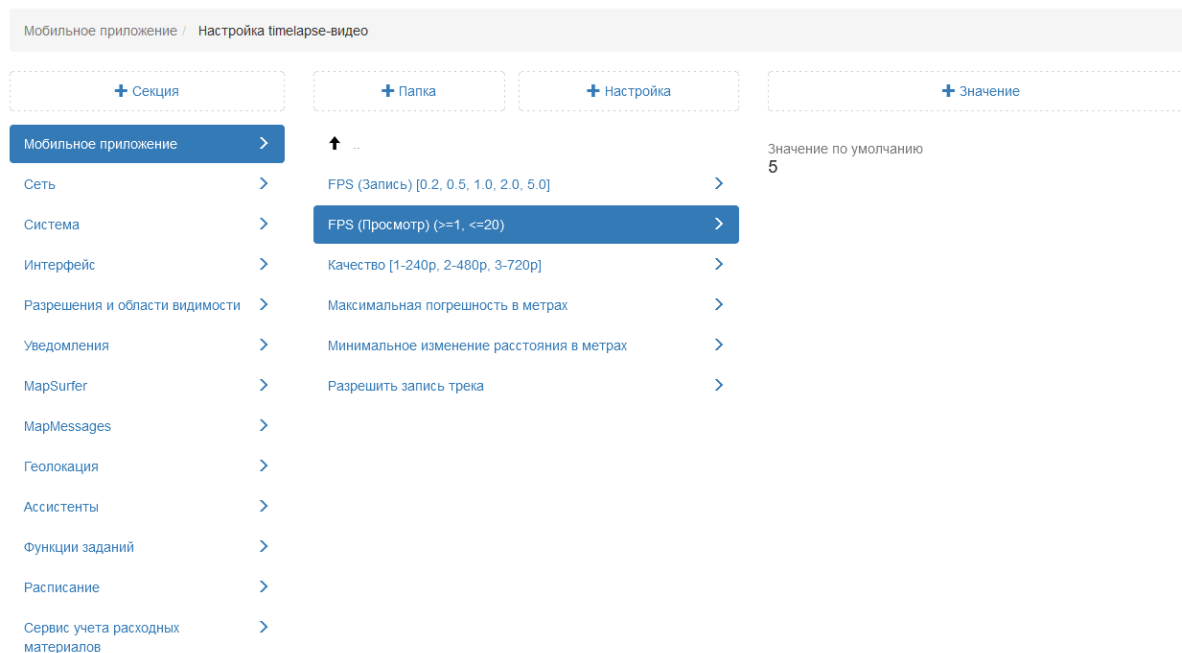 Мобильное приложение / Настройка timelapse-видео
Секция
Папка
Настройка
Значение
Мобильное приложение
Сеть
Система
Интерфейс
Разрешения и области видимости
Уведомления
MapSurfer
MapMessages
Геолокация
Ассистенты
Функции заданий
Расписание
Сервис учета расходных
материалов
..
FPS (Запись) [0.2, 0.5, 1.0, 2.0, 5.0]
FPS (Просмотр) (>=1, <=20)
Качество [1-240p, 2-480p, 3-720p]
Максимальная погрешность в метрах
Минимальное изменение расстояния в метрах
Разрешить запись трека
Значение по умолчанию
5